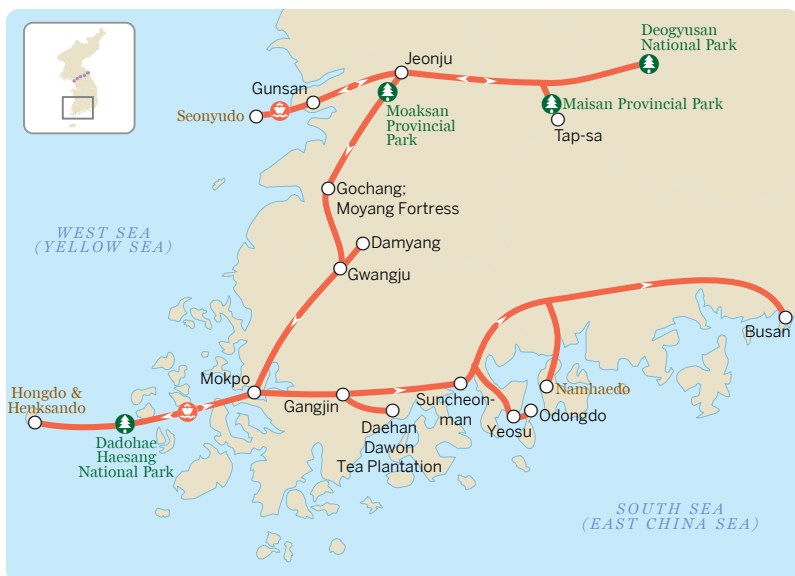 Deogyusan
National Park
Jeonju
Gunsan
Seonyudo
Moaksan
Provincial
Park
Maisan Provincial Park
Tap-sa
Gochang;
Moyang Fortress
WEST SEA
(YELLOW SEA)
Damyang
Gwangju
Busan
Mokpo
Hongdo &
Heuksando
Gangjin
Suncheon-
man
Namhaedo
Odongdo
Yeosu
Daehan
Dawon
Tea Plantation
Dadohae
Haesang
National Park
SOUTH SEA
(EAST CHINA SEA)